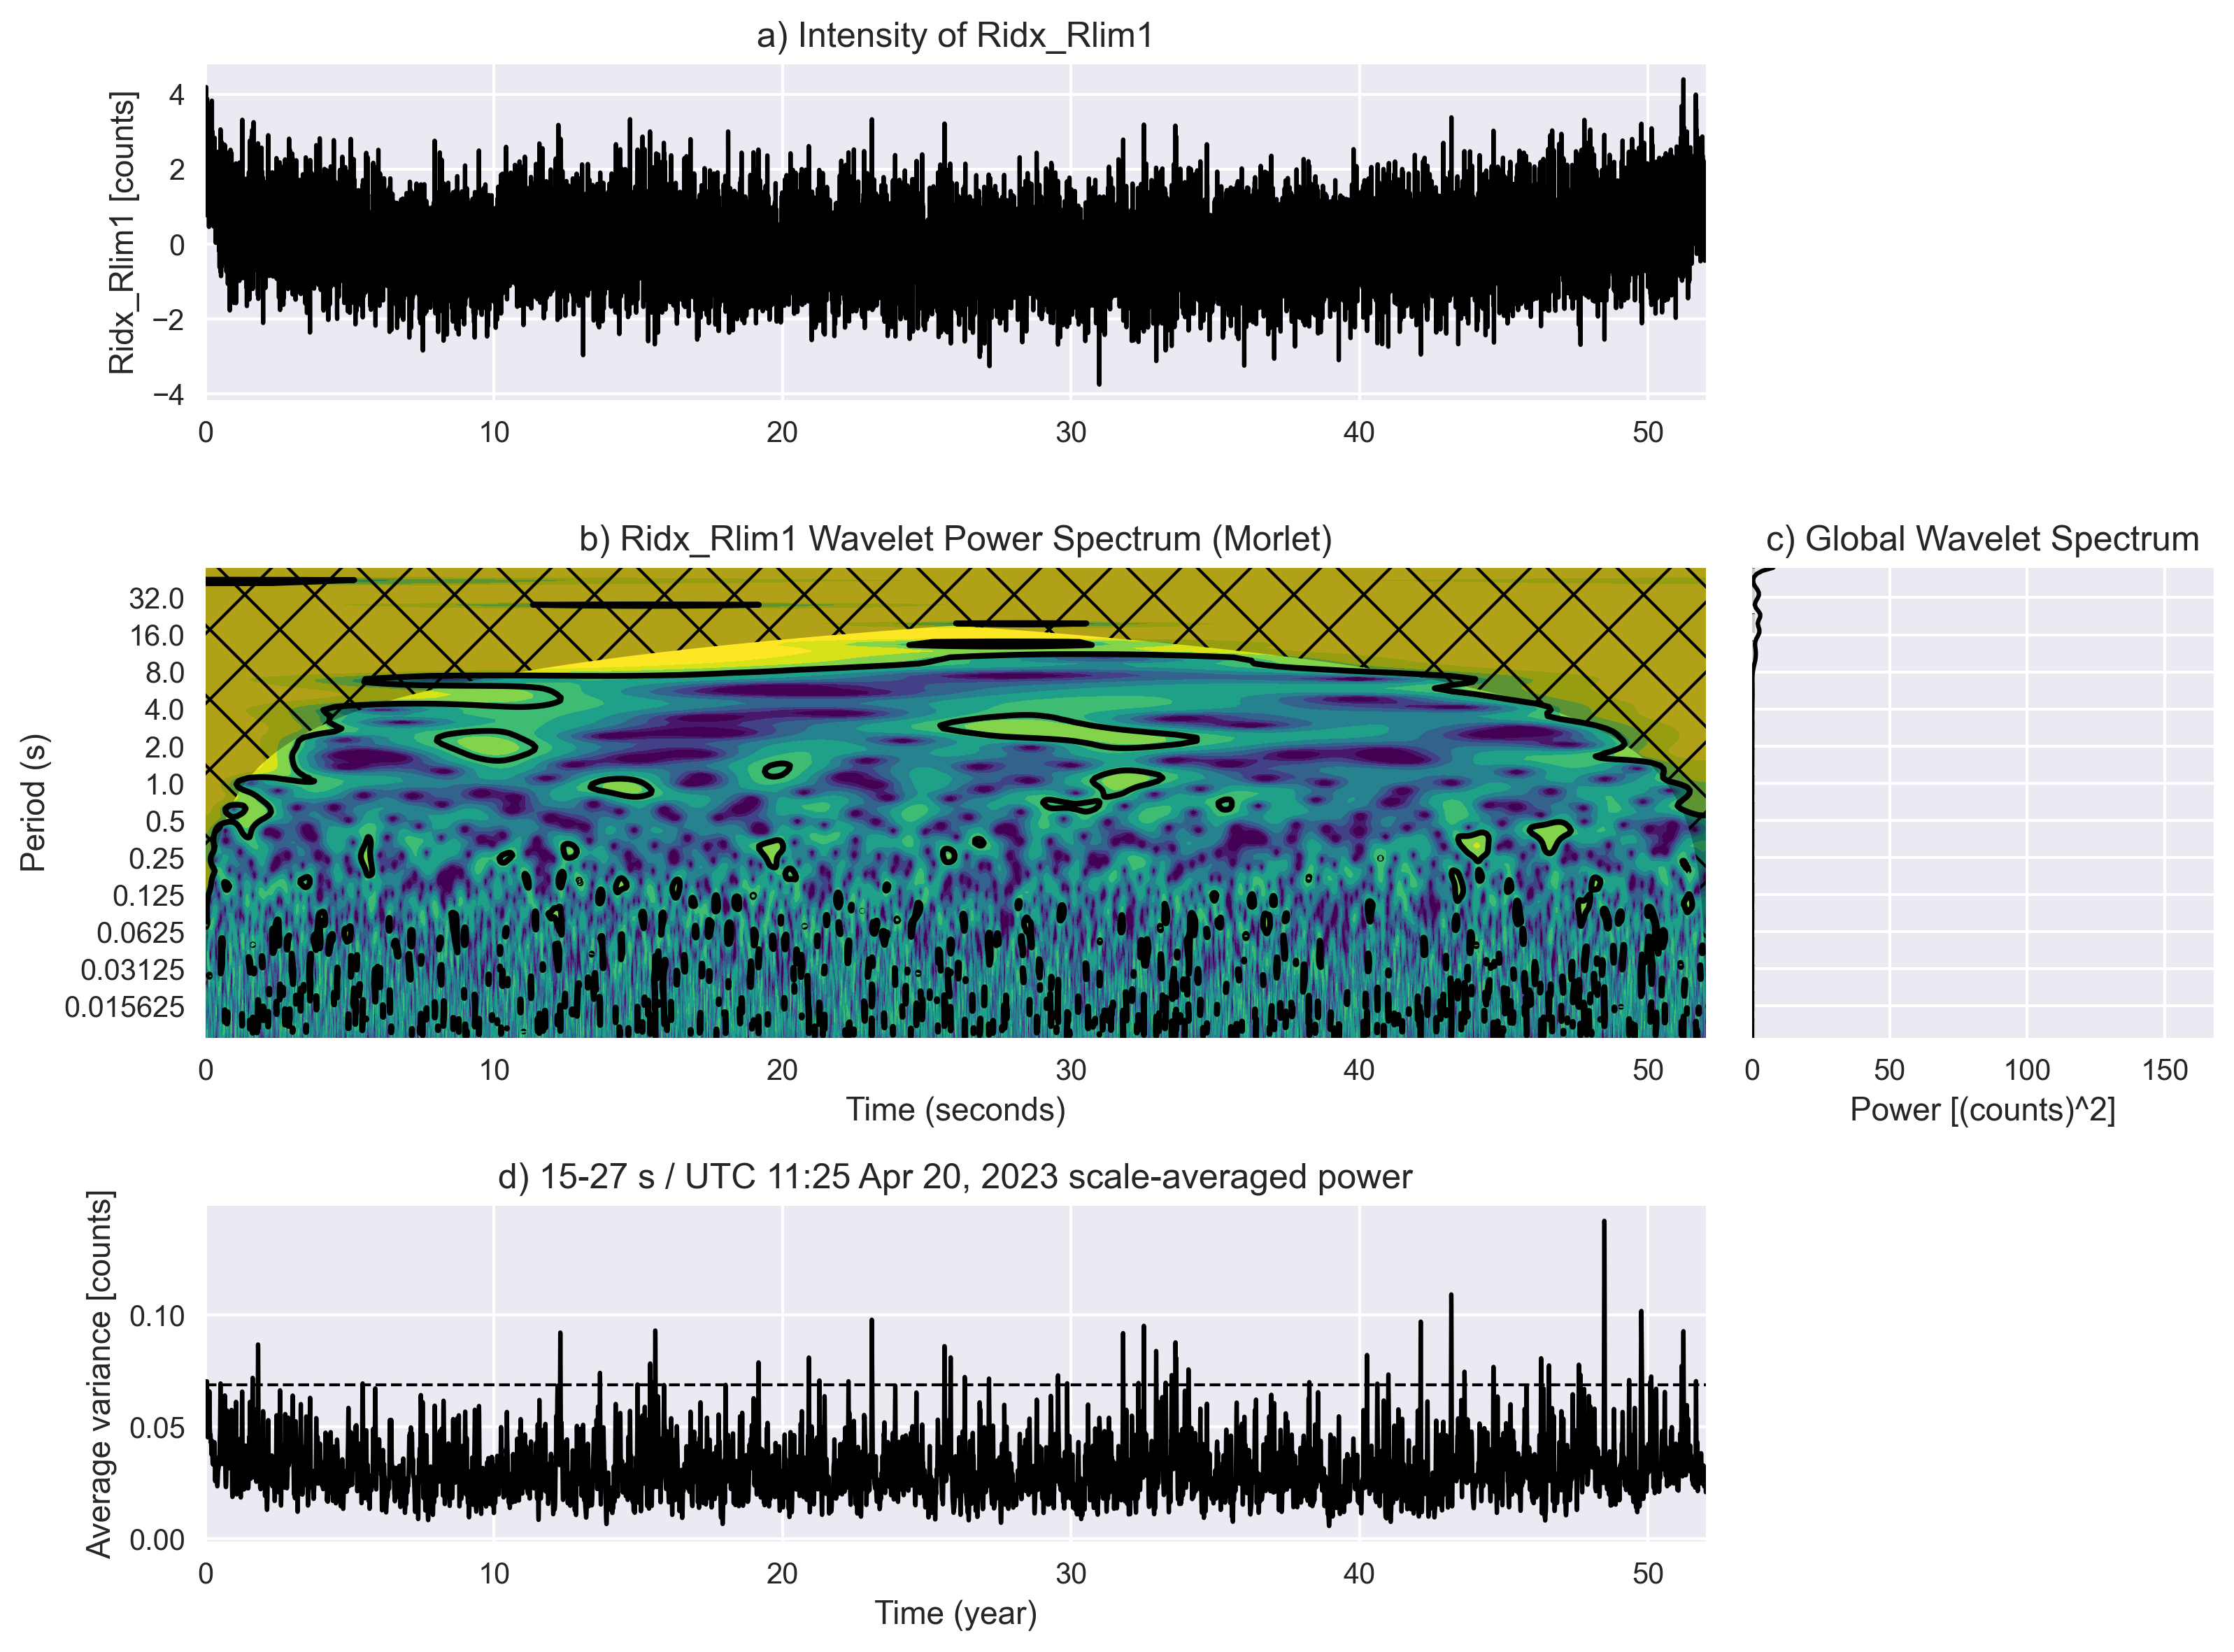 a) Intensity of Ridx_Rlim1
Ridx_Rlim1 [counts]
4
2
0
−2
−4
0 10 20 30 40 50
b) Ridx_Rlim1 Wavelet Power Spectrum (Morlet)
Period (s)
32.0
16.0
8.0
4.0
2.0
1.0
0.5
0.25
0.125
0.0625
0.03125
0.015625
0 10 20 30 40 50
Time (seconds)
c) Global Wavelet Spectrum
0 50 100 150
Power [(counts)^2]
d) 15-27 s / UTC 11:25 Apr 20, 2023 scale-averaged power
Average variance [counts]
0.10
0.05
0.00
0 10 20 30 40 50
Time (year)